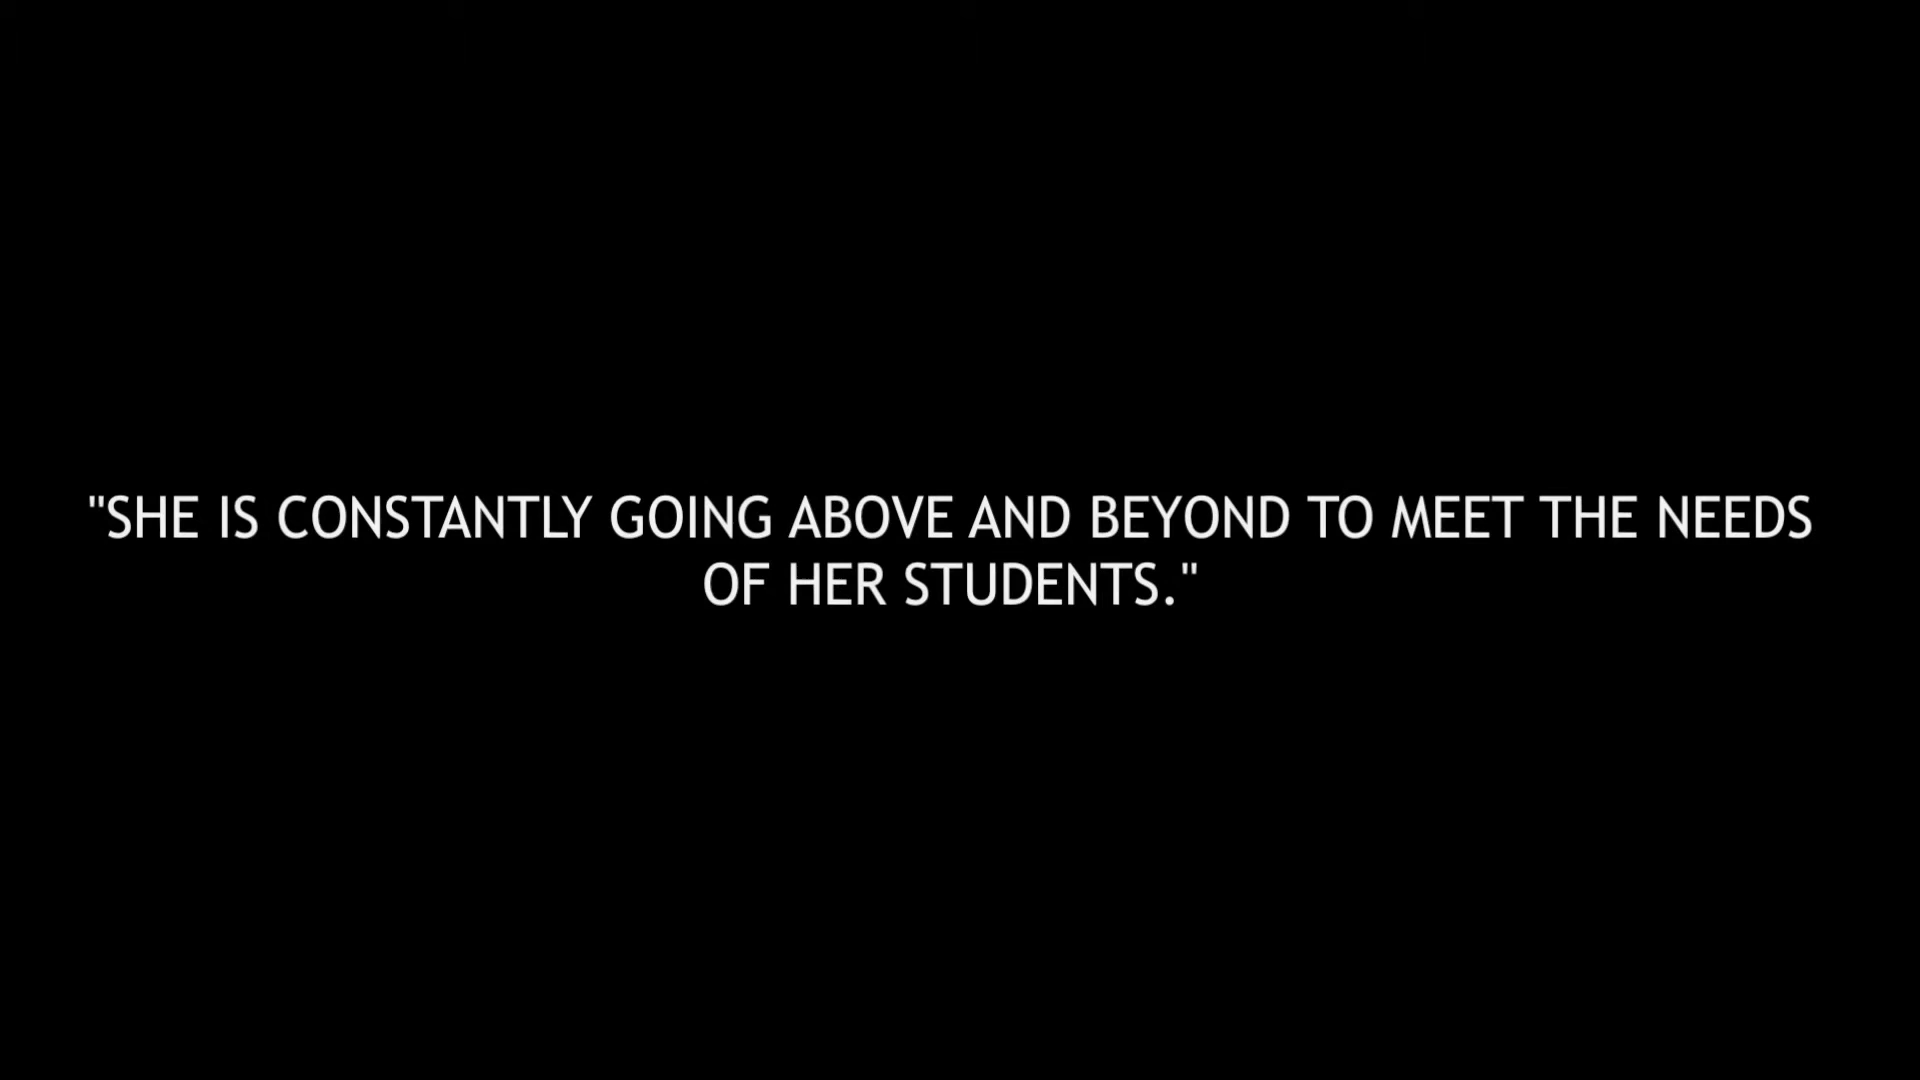 "SHE IS CONSTANTLY GOING ABOVE AND BEYOND TO MEET THE NEEDS
OF HER STUDENTS."